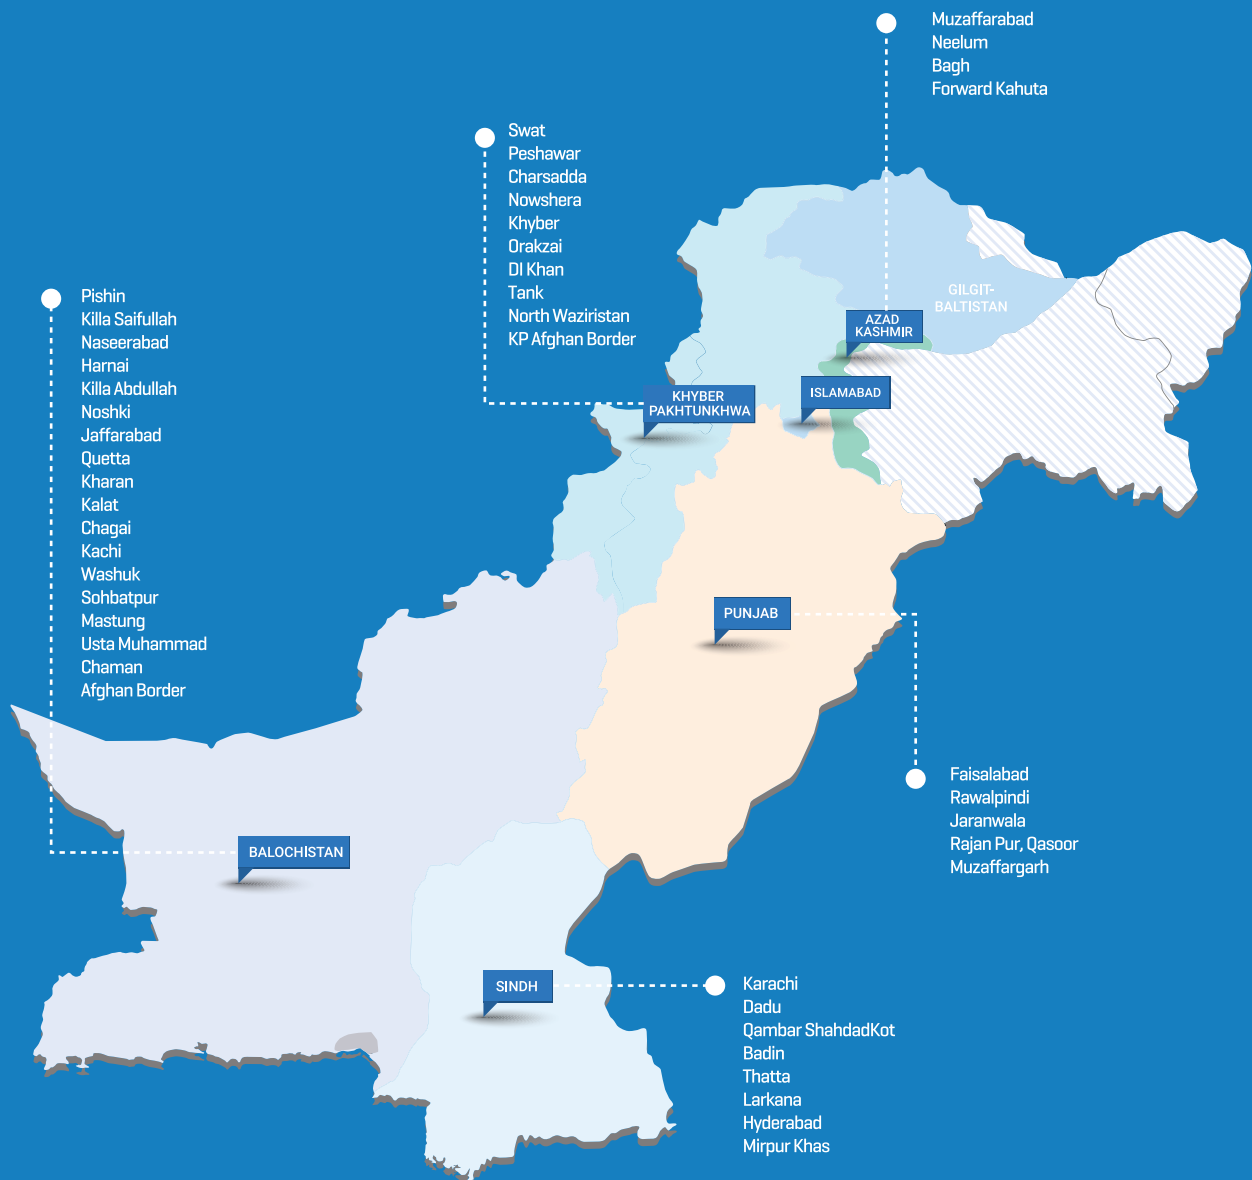 Muzaffarabad
Neelum
Bagh
Forward Kahuta
Swat
Peshawar
Charsadda
Nowshera
Khyber
Orakzai
DI Khan
Tank
North Waziristan
KP Afghan Border
Pishin
Killa Saifullah
Naseerabad
Harnai
Killa Abdullah
Noshki
Jaffarabad
Quetta
Kharan
Kalat
Chagai
Kachi
Washuk
Sohbatpur
Mastung
Usta Muhammad
Chaman
Afghan Border
GILGIT-
BALTISTAN
AZAD
KASHMIR
ISLAMABAD
KHYBER
PAKHTUNKHWA
PUNJAB
Faisalabad
Rawalpindi
Jaranwala
Rajan Pur, Qasoor
Muzaffargarh
BALOCHISTAN
SINDH
Karachi
Dadu
Qambar ShahdadKot
Badin
Thatta
Larkana
Hyderabad
Mirpur Khas